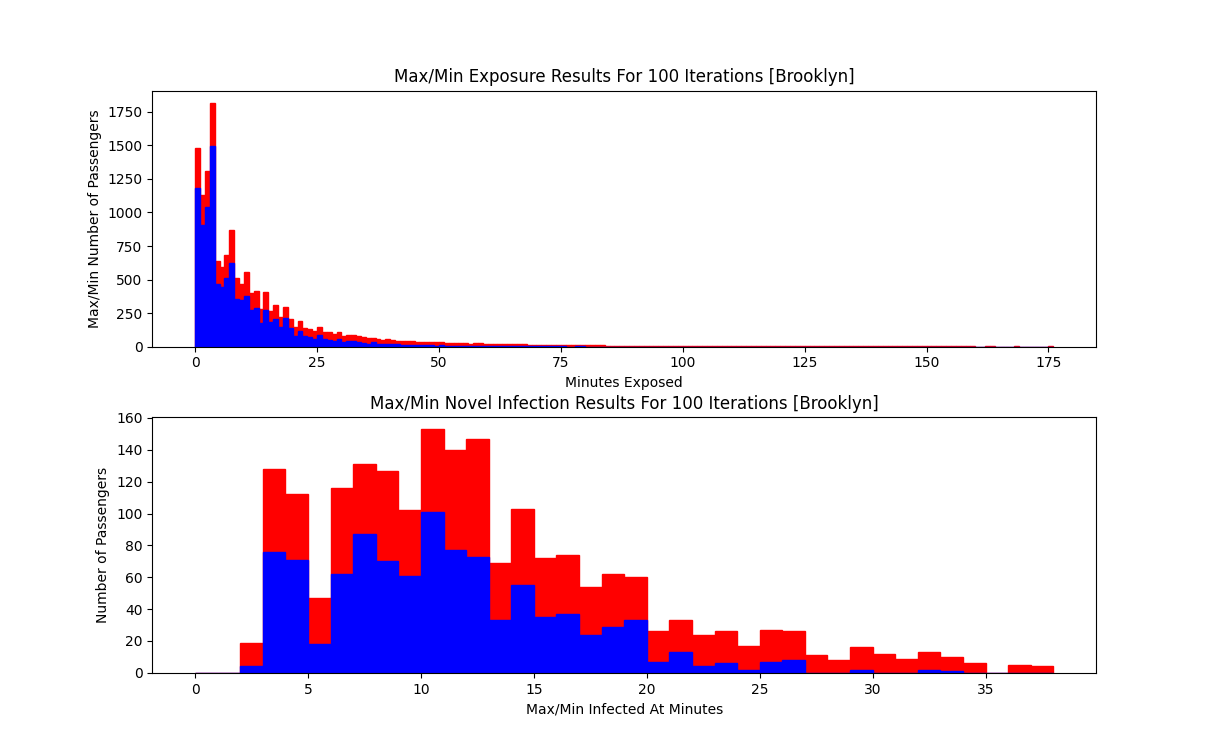 Max/Min Exposure Results For 100 Iterations [Brooklyn]
Max/Min Number of Passengers
1750
1500
1250
1000
750
500
250
0
0 25 50 75 100 125 150 175
Minutes Exposed
Max/Min Novel Infection Results For 100 Iterations [Brooklyn]
Number of Passengers
160
140
120
100
80
60
40
20
0
0 5 10 15 20 25 30 35
Max/Min Infected At Minutes